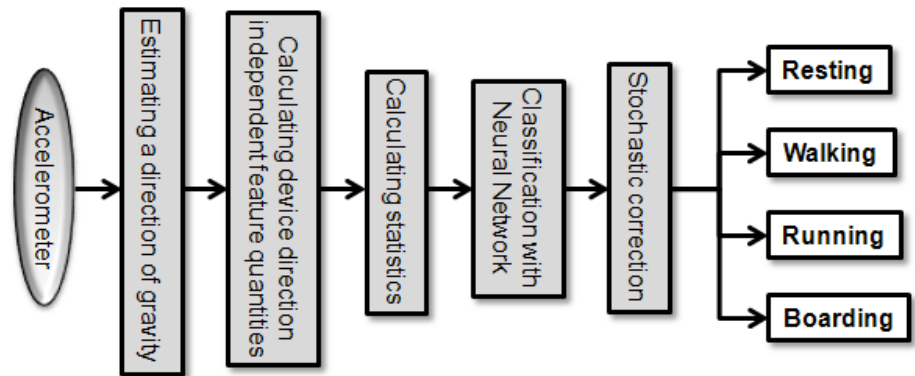 Accelerometer
Estimating a direction of gravity
Calculating device direction
independent feature quantities
Calculating statistics
Classification with
Neural Network
Stochastic correction
Resting
Walking
Running
Boarding